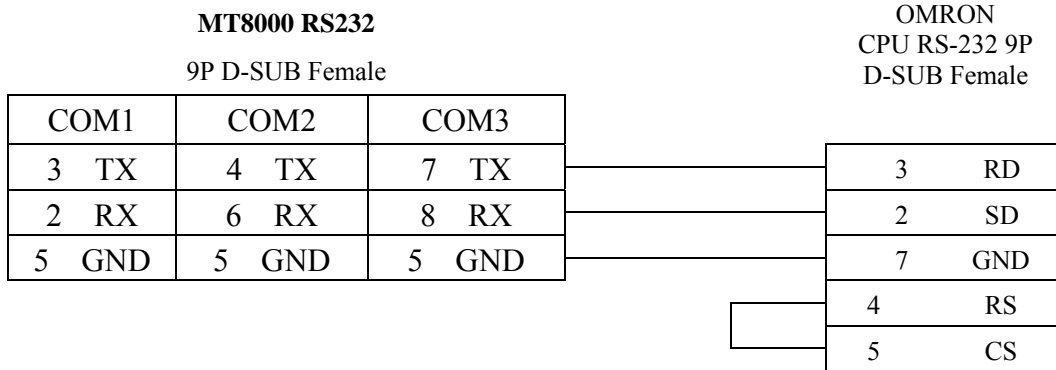 MT8000 RS232
9P D-SUB Female
OMRON
CPU RS-232 9P
D-SUB Female
COM1 COM2 COM3
3 TX 4 TX 7 TX
2 RX 6 RX 8 RX
5 GND 5 GND 5 GND
3 RD
2 SD
7 GND
4 RS
5 CS